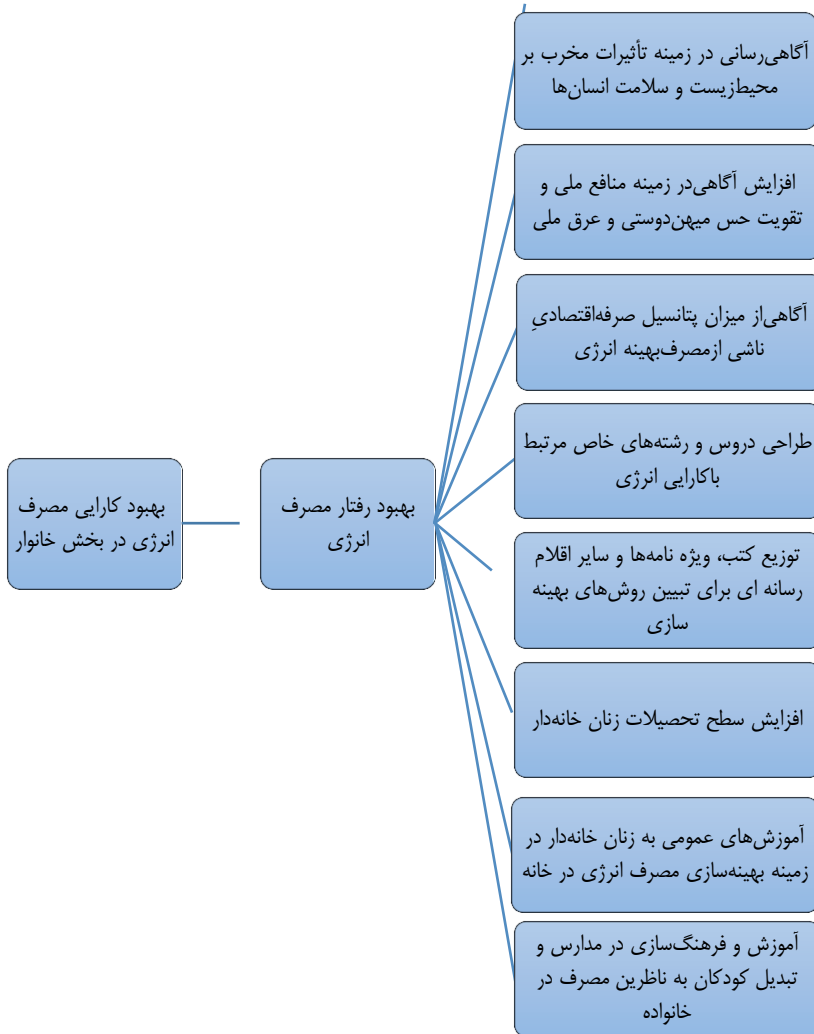 آگاهی‌رسانی در زمینه تأثیرات مخرب بر
محیط‌زیست و سلامت انسان‌ها
افزایش آگاهی‌در زمینه منافع ملی و
تقویت حس میهن‌دوستی و عرق ملی
آگاهی‌از میزان پتانسیل صرفه‌اقتصادیِ
ناشی ازمصرف‌بهینه انرژی
طراحی دروس و رشته‌های خاص مرتبط
باکارایی انرژی
توزیع کتب، ویژه نامه‌ها و سایر اقلام
رسانه ای برای تبیین روش‌های بهینه
سازی
افزایش سطح تحصیلات زنان خانه‌دار
آموزش‌های عمومی به زنان خانه‌دار در
زمینه بهینه‌سازی مصرف انرژی در خانه
آموزش و فرهنگ‌سازی در مدارس و
تبدیل کودکان به ناظرین مصرف در
خانواده
بهبود رفتار مصرف
انرژی
بهبود کارایی مصرف
انرژی در بخش خانوار